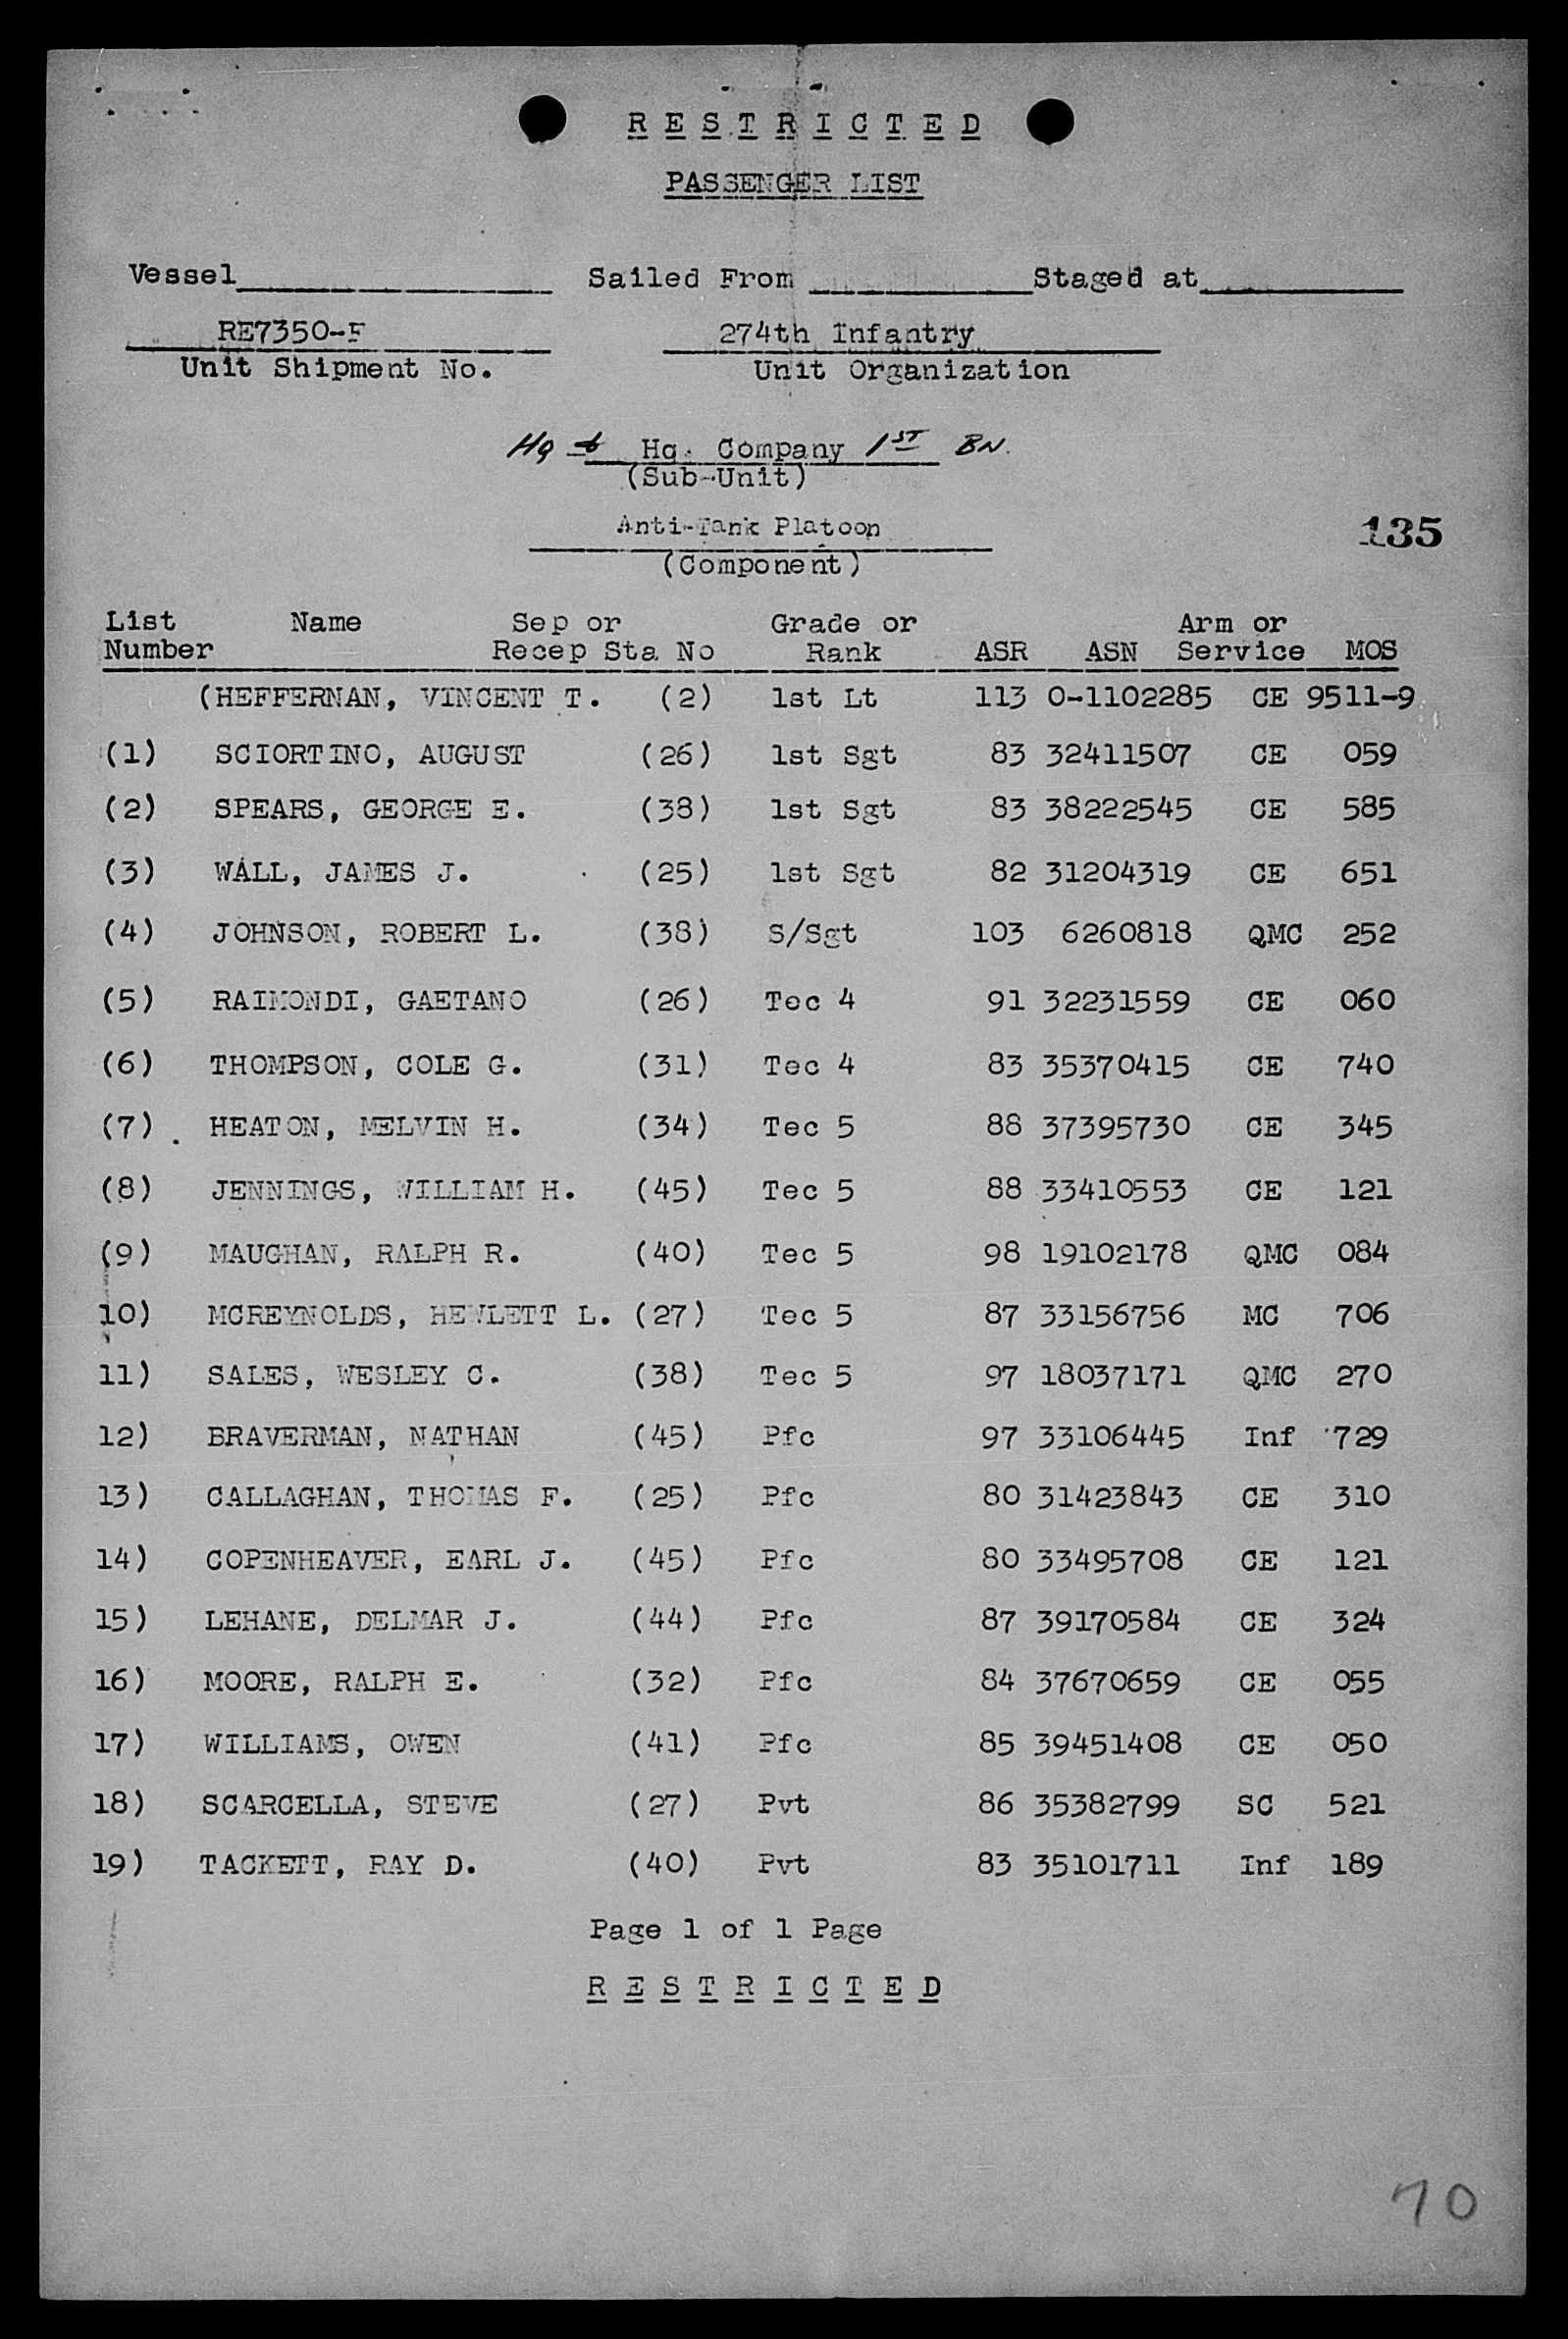 R E S T R I C T E D
PASSENGER LIST
Vessel Sailed From Staged at
RE7350-F 274th Infantry
Unit Shipment No. Unit Organization
Hq & Hq. Company 1ST BN.
(Sub-Unit)
Anti-Tank Platoon
135
(Component)
List Name Sep or Grade or Arm or
Number Recep Sta No Rank ASR ASN Service MOS
(HEFFERNAN, VINCENT T. (2) 1st Lt 113 O-1102285 CE 9511-9
(1) SCIORTINO, AUGUST (26) 1st Sgt 83 32411507 CE 059
(2) SPEARS, GEORGE E. (38) 1st Sgt 83 38222545 CE 585
(3) WALL, JAMES J. (25) 1st Sgt 82 31204319 CE 651
(4) JOHNSON, ROBERT L. (38) S/Sgt 103 6260818 QMC 252
(5) RAIMONDI, GAETANO (26) Tec 4 91 32231559 CE 060
(6) THOMPSON, COLE G. (31) Tec 4 83 35370415 CE 740
(7) HEATON, MELVIN H. (34) Tec 5 88 37395730 CE 345
(8) JENNINGS, WILLIAM H. (45) Tec 5 88 33410553 CE 121
(9) MAUGHAN, RALPH R. (40) Tec 5 98 19102178 QMC 084
10) MCREYNOLDS, HEWLETT L. (27) Tec 5 87 33156756 MC 706
11) SALES, WESLEY C. (38) Tec 5 97 18037171 QMC 270
12) BRAVERMAN, NATHAN (45) Pfc 97 33106445 Inf 729
13) CALLAGHAN, THOMAS F. (25) Pfc 80 31423843 CE 310
14) COPENHEAVER, EARL J. (45) Pfc 80 33495708 CE 121
15) LEHANE, DELMAR J. (44) Pfc 87 39170584 CE 324
16) MOORE, RALPH E. (32) Pfc 84 37670659 CE 055
17) WILLIAMS, OWEN (41) Pfc 85 39451408 CE 050
18) SCARCELLA, STEVE (27) Pvt 86 35382799 SC 521
19) TACKETT, RAY D. (40) Pvt 83 35101711 Inf 189
Page 1 of 1 Page
R E S T R I C T E D
70